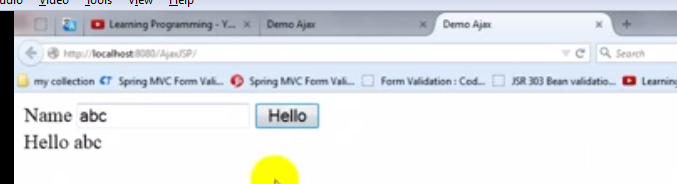 Audio Video Tools View Help
Learning Programming - Y... × Demo Ajax × Demo Ajax × +
http://localhost:8080/AjaxJSP/ Search
my collection Spring MVC Form Vali... Spring MVC Form Vali... Form Validation : Cod... JSR 303 Bean validatio... Learning
Name abc Hello
Hello abc